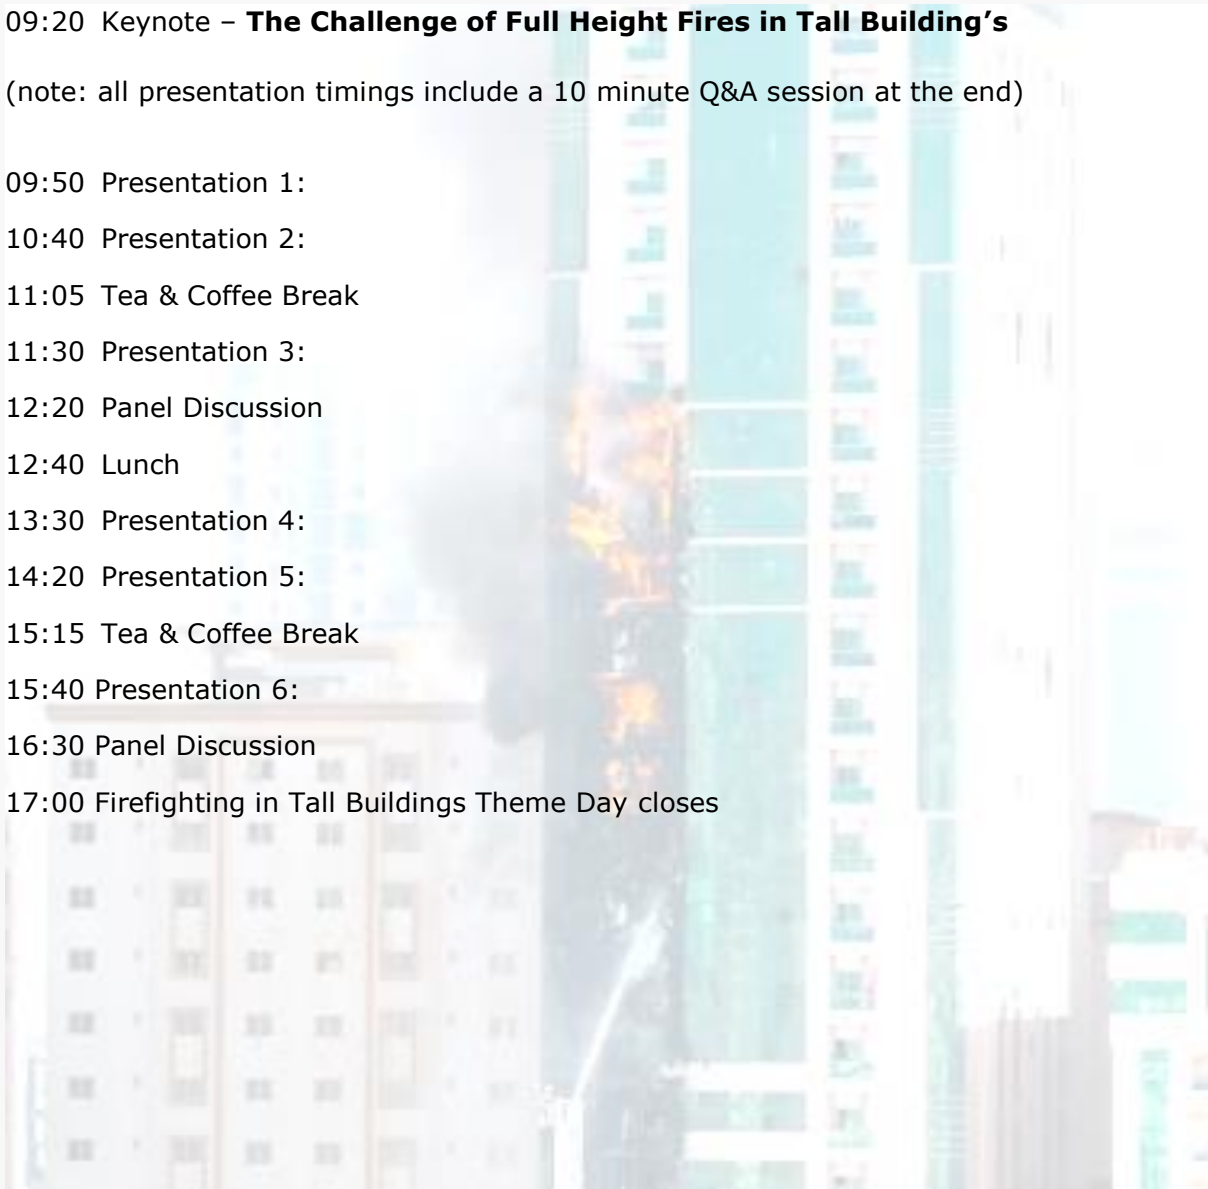 09:20 Keynote – The Challenge of Full Height Fires in Tall Building’s
(note: all presentation timings include a 10 minute Q&A session at the end)
09:50 Presentation 1:
10:40 Presentation 2:
11:05 Tea & Coffee Break
11:30 Presentation 3:
12:20 Panel Discussion
12:40 Lunch
13:30 Presentation 4:
14:20 Presentation 5:
15:15 Tea & Coffee Break
15:40 Presentation 6:
16:30 Panel Discussion
17:00 Firefighting in Tall Buildings Theme Day closes